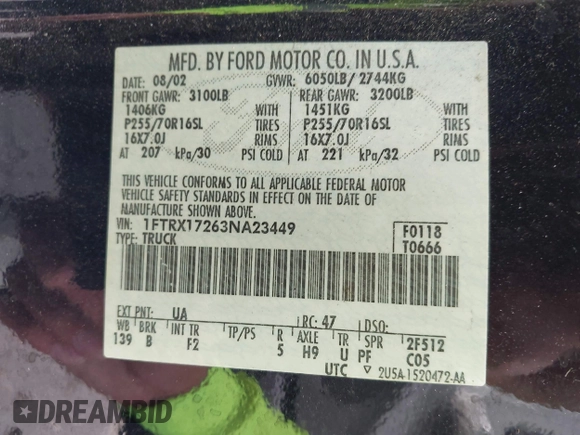 MFD. BY FORD MOTOR CO. IN U.S.A.
DATE: 08/02 GVWR: 6050LB/ 2744KG
FRONT GAWR: 3100LB REAR GAWR: 3200LB
1406KG WITH 1451KG WITH
P255/70R16SL TIRES P255/70R16SL TIRES
16X7.0J RIMS 16X7.0J RIMS
AT 207 kPa/30 PSI COLD AT 221 kPa/32 PSI COLD
THIS VEHICLE CONFORMS TO ALL APPLICABLE FEDERAL MOTOR
VEHICLE SAFETY STANDARDS IN EFFECT ON THE DATE OF
MANUFACTURE SHOWN ABOVE.
VIN: 1FTRX17263NA23449 F0118
TYPE: TRUCK T0666
EXT PNT: UA RC: 47 DSO:
WB BRK INT TR TP/PS R AXLE TR SPR 2F512
139 B F2 5 H9 U PF C05
UTC ▽ 2U5A-1520472-AA
DREAMBID